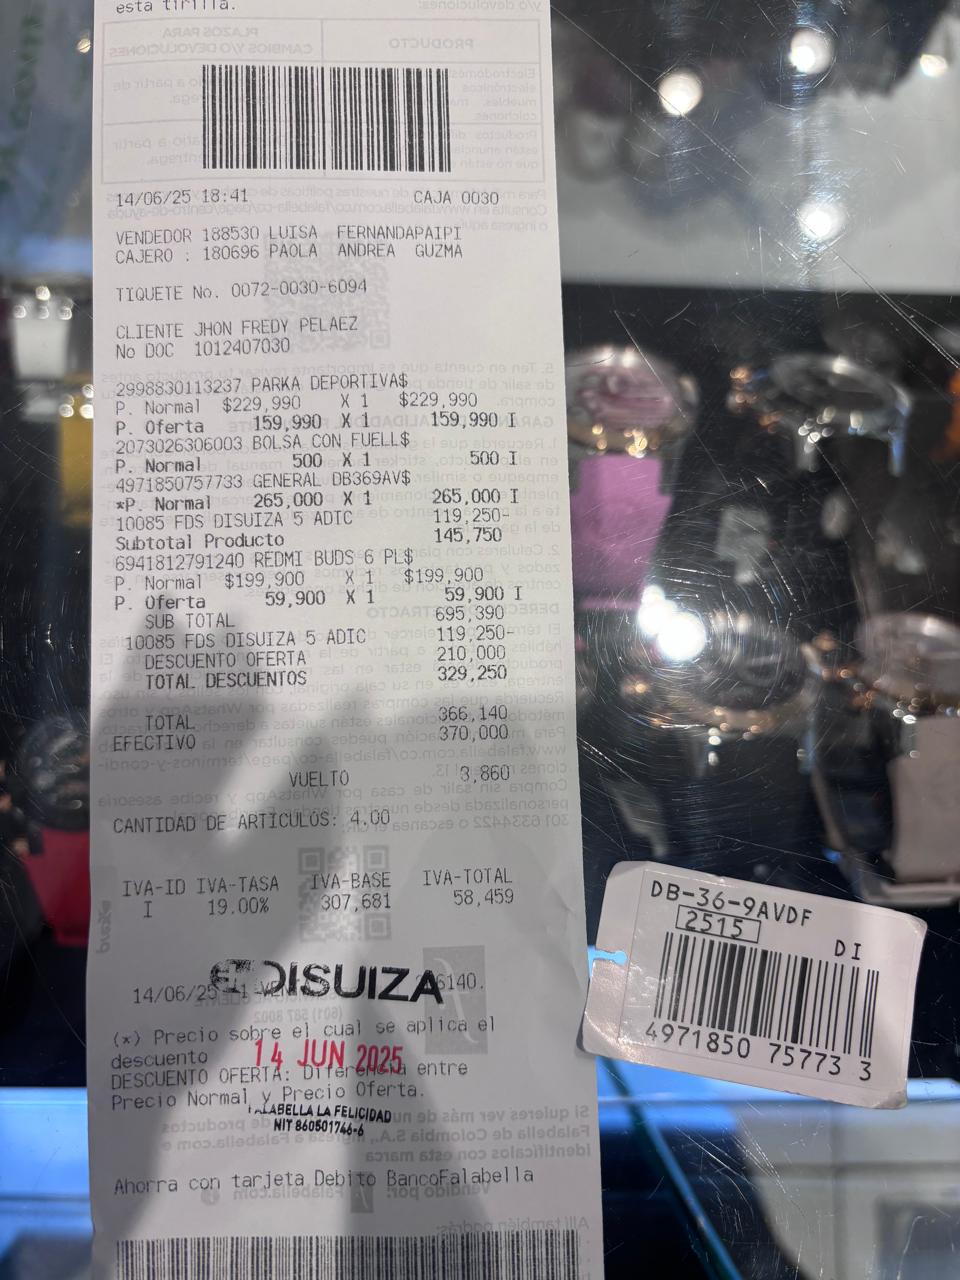 esta tirilla.
14/06/25 18:41 CAJA 0030
VENDEDOR 188530 LUISA FERNANDAPAIPI
CAJERO : 180696 PAOLA ANDREA GUZMA
TIQUETE No. 0072-0030-6094
CLIENTE JHON FREDY PELAEZ
No DOC 1012407030
2998830113237 PARKA DEPORTIVA$
P. Normal $229,990 X 1 $229,990
P. Oferta 159,990 X 1 159,990 I
2073026306003 BOLSA CON FUELL$
P. Normal 500 X 1 500 I
4971850757733 GENERAL DB369AV$
*P. Normal 265,000 X 1 265,000 I
10085 FDS DISUIZA 5 ADIC 119,250-
Subtotal Producto 145,750
6941812791240 REDMI BUDS 6 PL$
P. Normal $199,900 X 1 $199,900
P. Oferta 59,900 X 1 59,900 I
SUB TOTAL 695,390
10085 FDS DISUIZA 5 ADIC 119,250-
DESCUENTO OFERTA 210,000
TOTAL DESCUENTOS 329,250
TOTAL 366,140
EFECTIVO 370,000
VUELTO 3,860
CANTIDAD DE ARTICULOS: 4.00
IVA-ID IVA-TASA IVA-BASE IVA-TOTAL
I 19.00% 307,681 58,459
DISUIZA
14/06/25 6140.
(*) Precio sobre el cual se aplica el
descuento
14 JUN 2025
DESCUENTO OFERTA: Diferencia entre
Precio Normal y Precio Oferta.
FALABELLA LA FELICIDAD
NIT 860501746-6
Ahorra con tarjeta Debito BancoFalabella
DB-36-9AVDF
2515
DI
4971850 75773 3